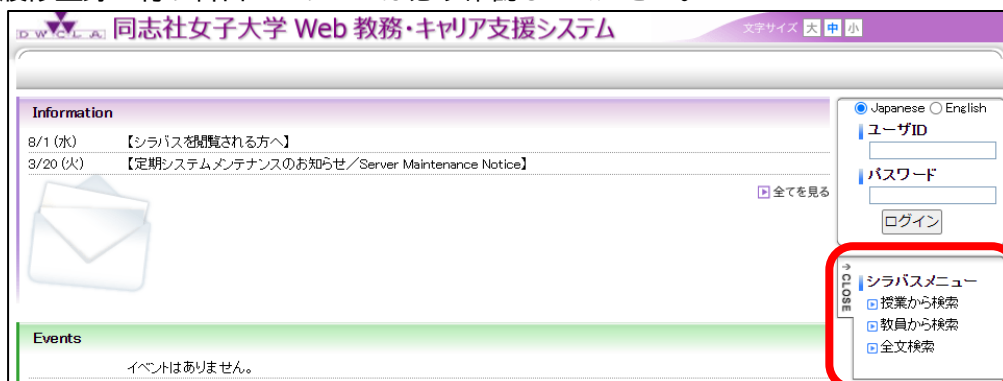 DWCLA 同志社女子大学 Web 教務・キャリア支援システム
文字サイズ 大 中 小
Information
8/1 (水) 【シラバスを閲覧される方へ】
3/20 (火) 【定期システムメンテナンスのお知らせ／Server Maintenance Notice】
全てを見る
Events
イベントはありません。
Japanese English
ユーザID
パスワード
ログイン
CLOSE
シラバスメニュー
授業から検索
教員から検索
全文検索